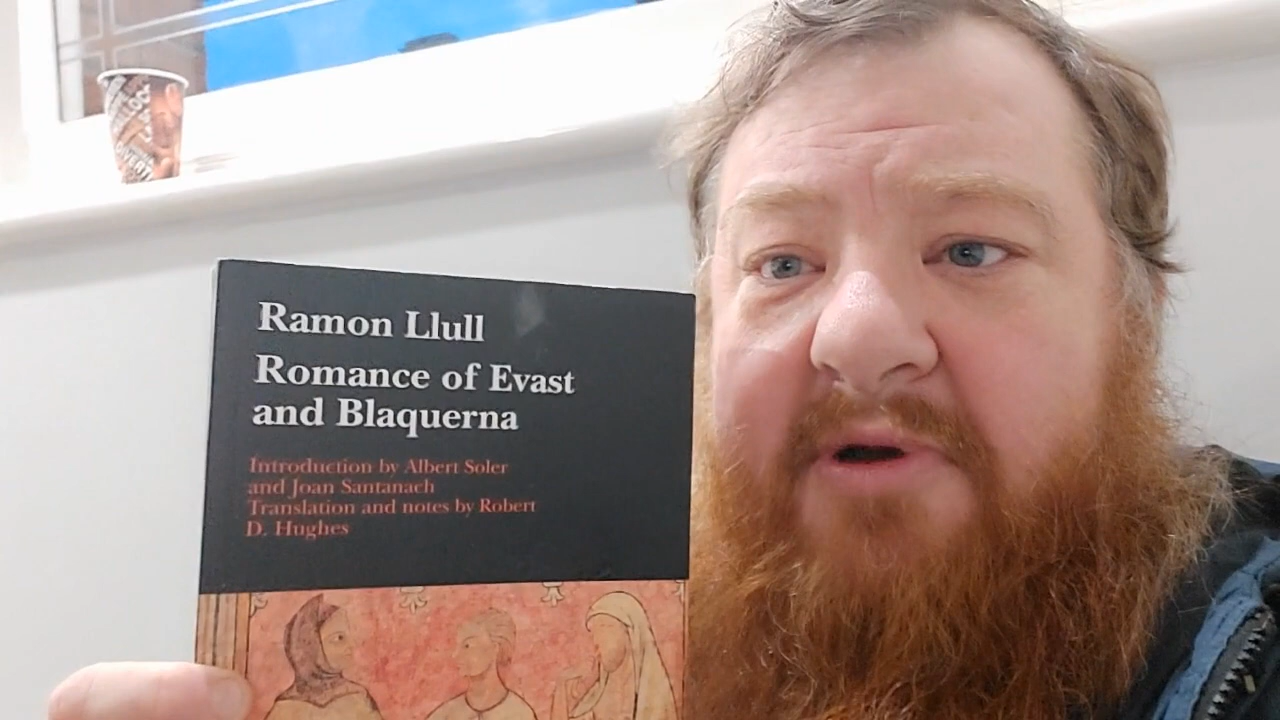 Ramon Llull
Romance of Evast
and Blaquerna
Introduction by Albert Soler
and Joan Santanach
Translation and notes by Robert
D. Hughes